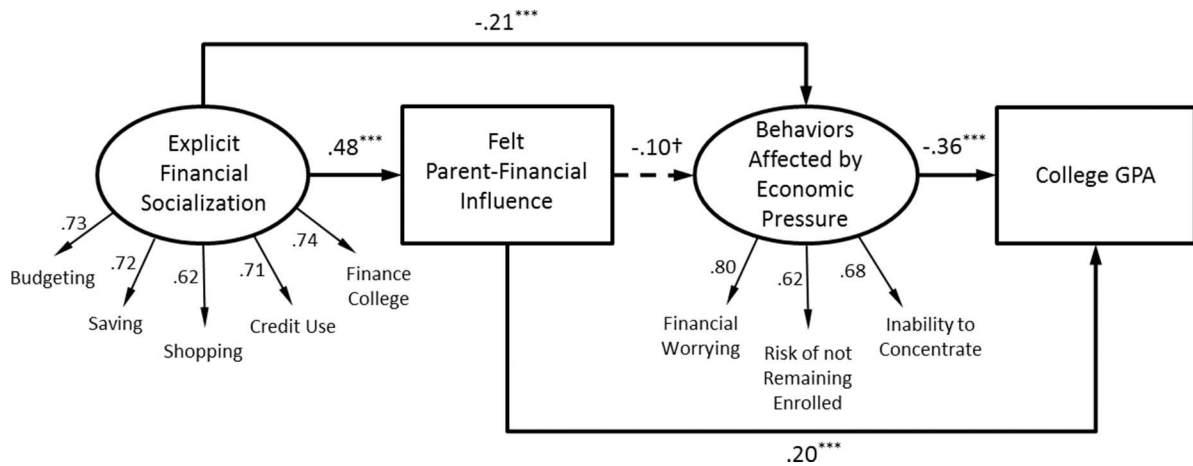 -.21***
Explicit
Financial
Socialization
.48***
Felt
Parent-Financial
Influence
-.10†
Behaviors
Affected by
Economic
Pressure
-.36***
College GPA
.73
.72
.62
.71
.74
Budgeting
Saving
Shopping
Credit Use
Finance
College
.80
.62
.68
Financial
Worrying
Risk of not
Remaining
Enrolled
Inability to
Concentrate
.20***